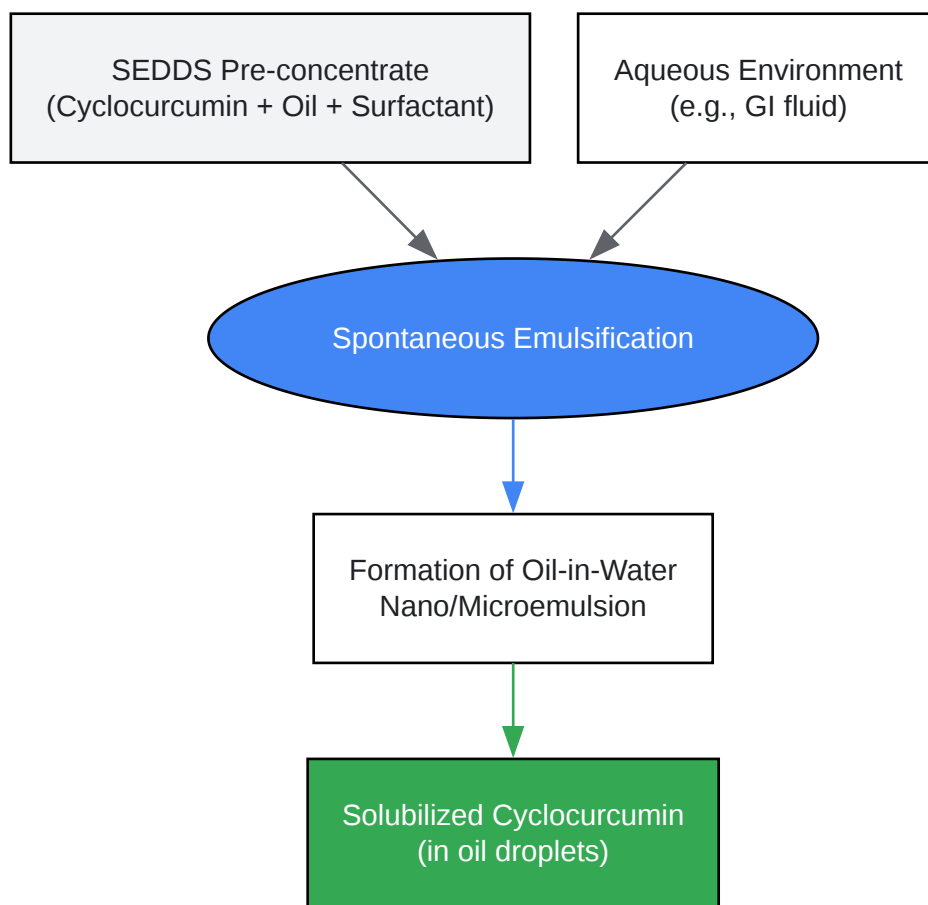 SEDDS Pre-concentrate
(Cyclocurcumin + Oil + Surfactant)
Aqueous Environment
(e.g., GI fluid)
Spontaneous Emulsification
Formation of Oil-in-Water
Nano/Microemulsion
Solubilized Cyclocurcumin
(in oil droplets)